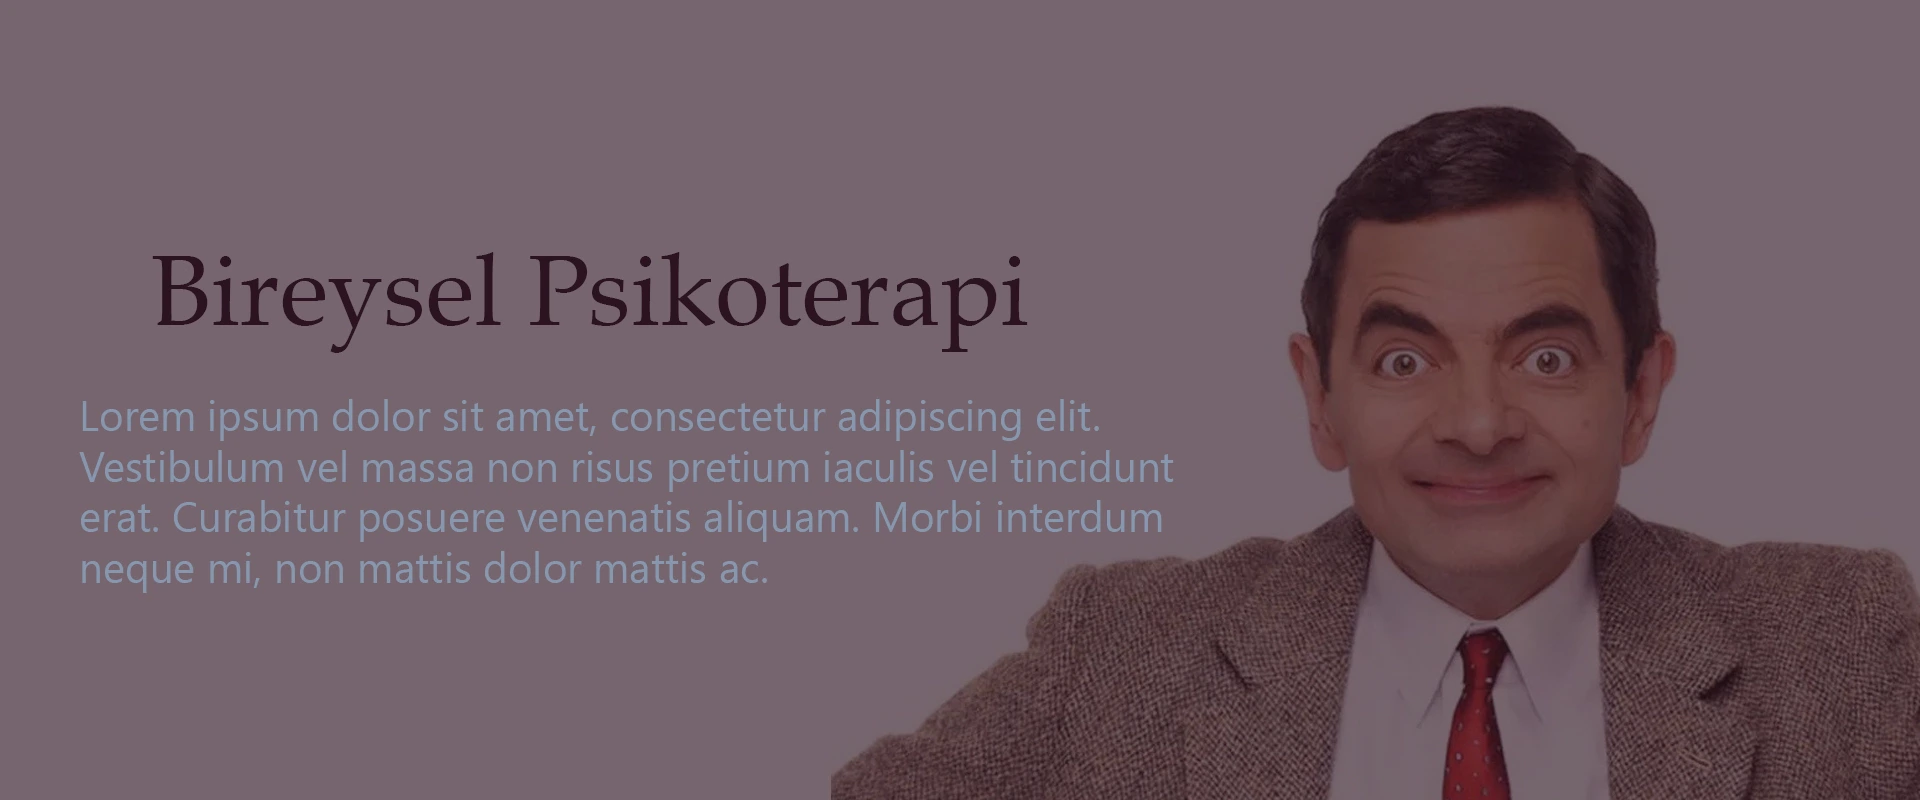 Bireysel Psikoterapi
Lorem ipsum dolor sit amet, consectetur adipiscing elit.
Vestibulum vel massa non risus pretium iaculis vel tincidunt
erat. Curabitur posuere venenatis aliquam. Morbi interdum
neque mi, non mattis dolor mattis ac.